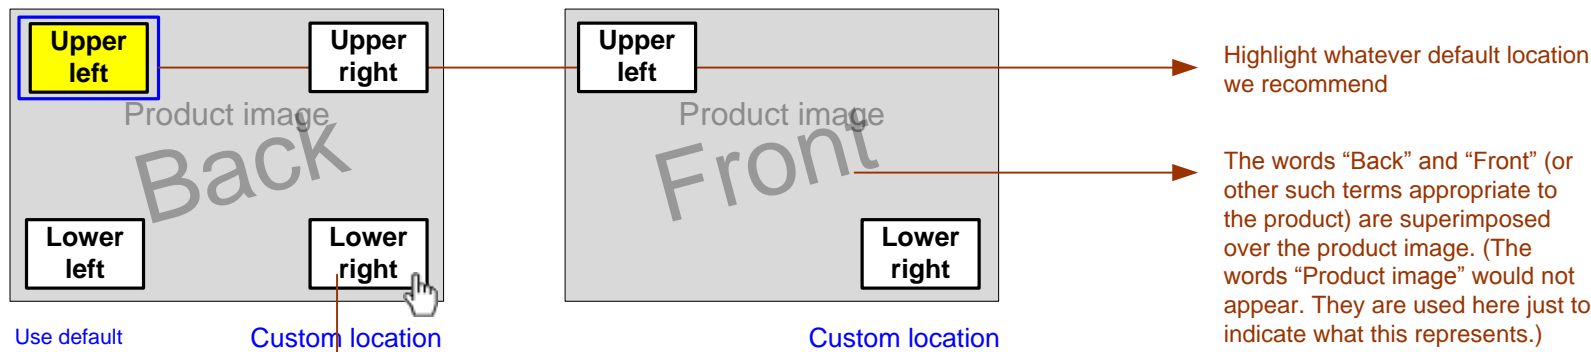 Upper
left
Upper
right
Product image
Back
Lower
left
Lower
right
Use default
Custom location
Upper
left
Product image
Front
Lower
right
Custom location
Highlight whatever default location
we recommend
The words “Back” and “Front” (or
other such terms appropriate to
the product) are superimposed
over the product image. (The
words “Product image” would not
appear. They are used here just to
indicate what this represents.)